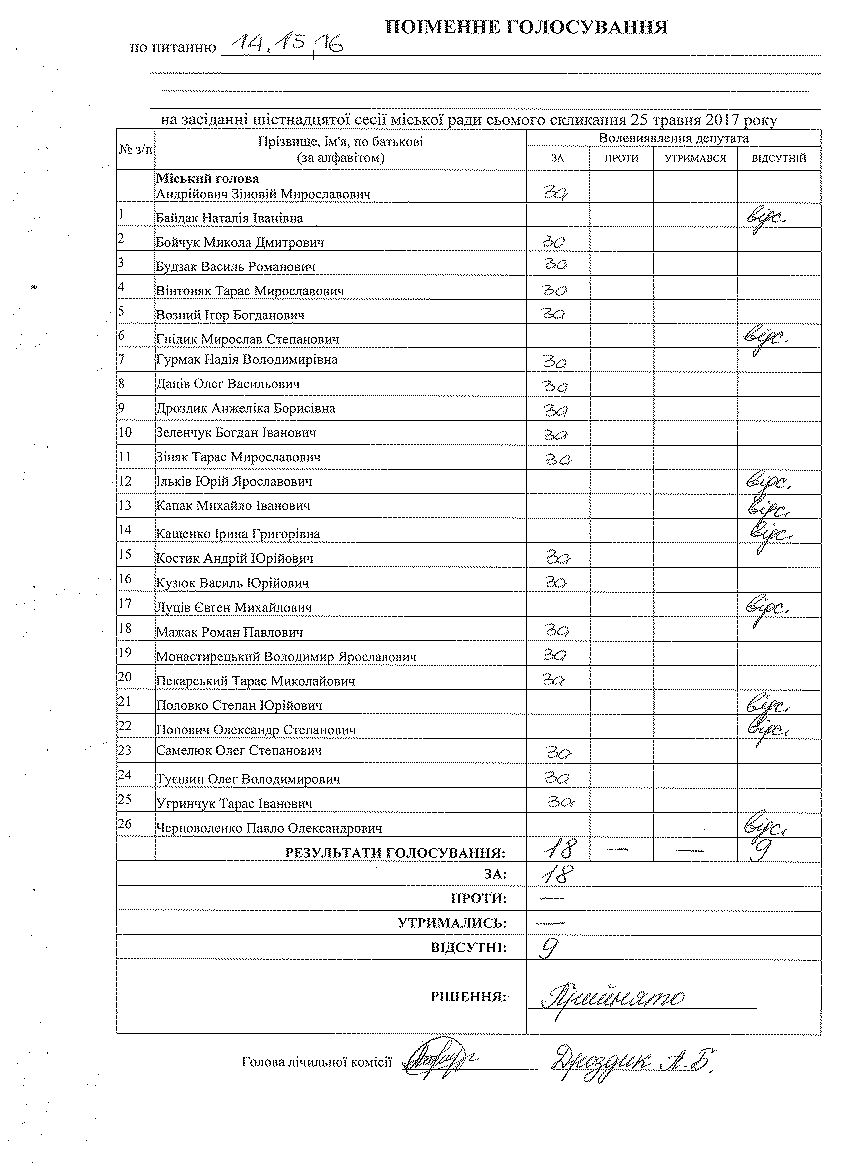 ПОІМЕННЕ ГОЛОСУВАННЯ
по питанню 14, 15, 16
на засіданні шістнадцятої сесії міської ради сьомого скликання 25 травня 2017 року
№ з/п Прізвище, ім'я, по батькові (за алфавітом) Волевиявлення депутата
ЗА ПРОТИ УТРИМАВСЯ ВІДСУТНІЙ
Міський голова
Андрійович Зіновій Мирославович за
1 Байдак Наталія Іванівна відс.
2 Бойчук Микола Дмитрович за
3 Будзак Василь Романович за
4 Вінтоняк Тарас Мирославович за
5 Возний Ігор Богданович за
6 Гнідик Мирослав Степанович відс.
7 Гурмак Надія Володимирівна за
8 Даців Олег Васильович за
9 Дроздик Анжеліка Борисівна за
10 Зеленчук Богдан Іванович за
11 Зіняк Тарас Мирославович за
12 Ільків Юрій Ярославович відс.
13 Капак Михайло Іванович відс.
14 Кащенко Ірина Григорівна відс.
15 Костик Андрій Юрійович за
16 Кузюк Василь Юрійович за
17 Луців Євген Михайлович відс.
18 Мажак Роман Павлович за
19 Монастирецький Володимир Ярославович за
20 Пекарський Тарас Миколайович за
21 Половко Степан Юрійович відс.
22 Попович Олександр Степанович відс.
23 Самелюк Олег Степанович за
24 Туєшин Олег Володимирович за
25 Угринчук Тарас Іванович за
26 Черноволенко Павло Олександрович відс.
РЕЗУЛЬТАТИ ГОЛОСУВАННЯ: 18 — — 9
ЗА: 18
ПРОТИ: —
УТРИМАЛИСЬ: —
ВІДСУТНІ: 9
РІШЕННЯ: Прийнято
Голова лічильної комісії Дроздик А. Б.